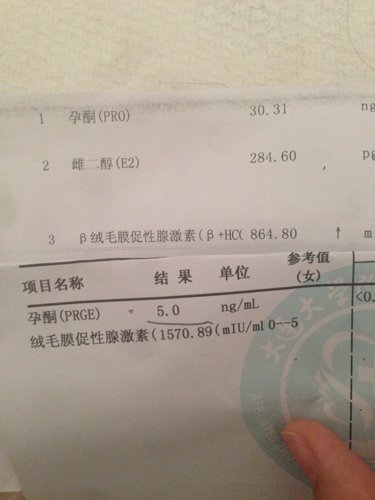 1 孕酮(PRO) 30.31 ng
2 雌二醇(E2) 284.60 pg
3 β绒毛膜促性腺激素(β+HCG 864.80 ↑ m
项目名称 结 果 单位 参考值(女)
孕酮(PRGE) 5.0 ng/mL <0.
绒毛膜促性腺激素(1570.89(mIU/ml 0--5